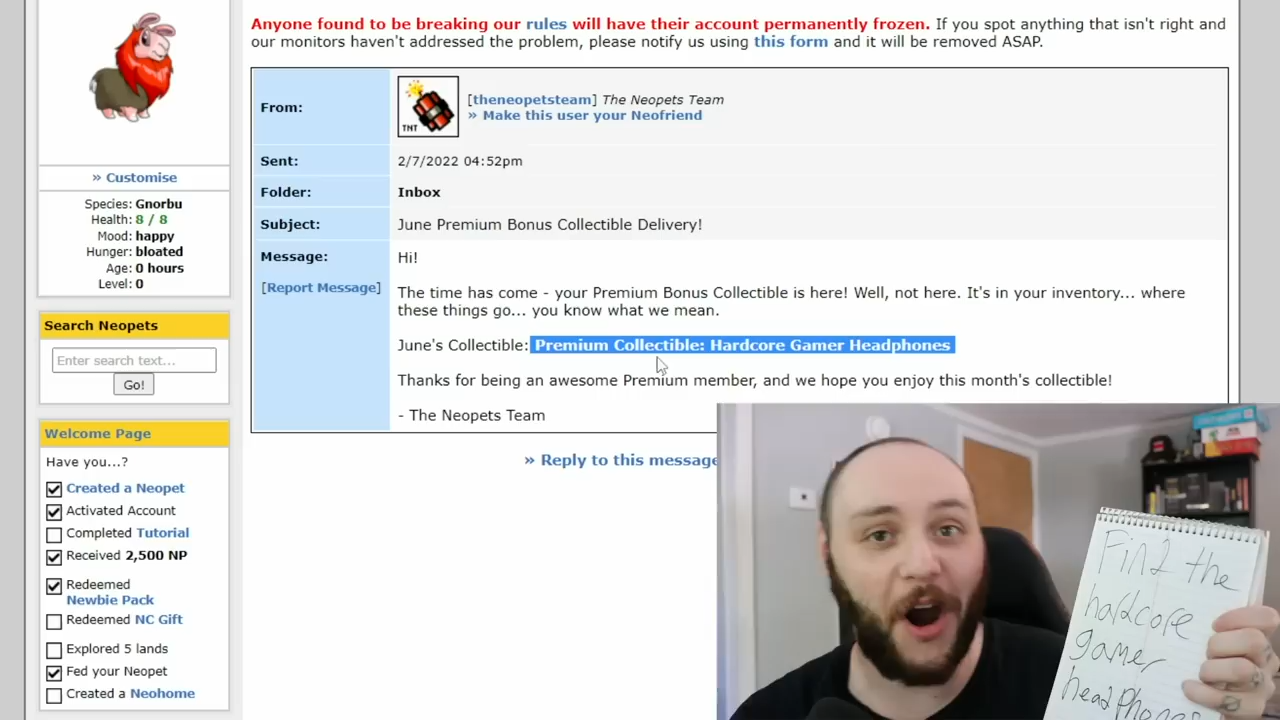 Anyone found to be breaking our rules will have their account permanently frozen. If you spot anything that isn't right and
our monitors haven't addressed the problem, please notify us using this form and it will be removed ASAP.
From:
TNT
[theneopetsteam] The Neopets Team
» Make this user your Neofriend
Sent:
2/7/2022 04:52pm
Folder:
Inbox
Subject:
June Premium Bonus Collectible Delivery!
Message:
[Report Message]
Hi!
The time has come - your Premium Bonus Collectible is here! Well, not here. It's in your inventory... where
these things go... you know what we mean.
June's Collectible: Premium Collectible: Hardcore Gamer Headphones
Thanks for being an awesome Premium member, and we hope you enjoy this month's collectible!
- The Neopets Team
» Reply to this message
» Customise
Species: Gnorbu
Health: 8 / 8
Mood: happy
Hunger: bloated
Age: 0 hours
Level: 0
Search Neopets
Enter search text...
Go!
Welcome Page
Have you...?
Created a Neopet
Activated Account
Completed Tutorial
Received 2,500 NP
Redeemed
Newbie Pack
Redeemed NC Gift
Explored 5 lands
Fed your Neopet
Created a Neohome
Find the
hardcore
gamer
headphones